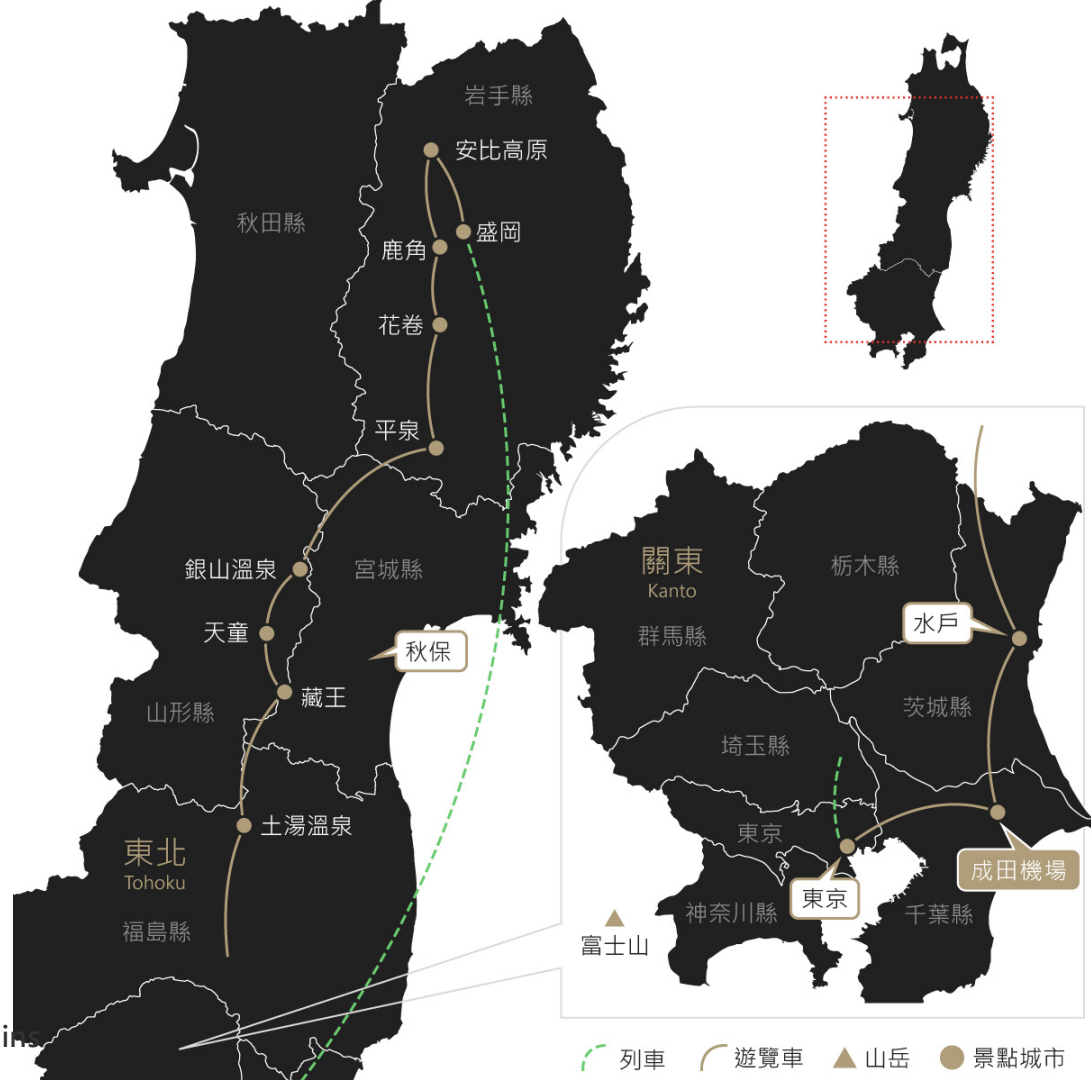 岩手縣
安比高原
秋田縣
盛岡
鹿角
花卷
平泉
銀山溫泉
宮城縣
天童
秋保
藏王
山形縣
土湯溫泉
東北
Tohoku
福島縣
ins
關東
Kanto
栃木縣
群馬縣
水戶
茨城縣
埼玉縣
東京
成田機場
東京
神奈川縣
千葉縣
富士山
列車
遊覽車
山岳
景點城市